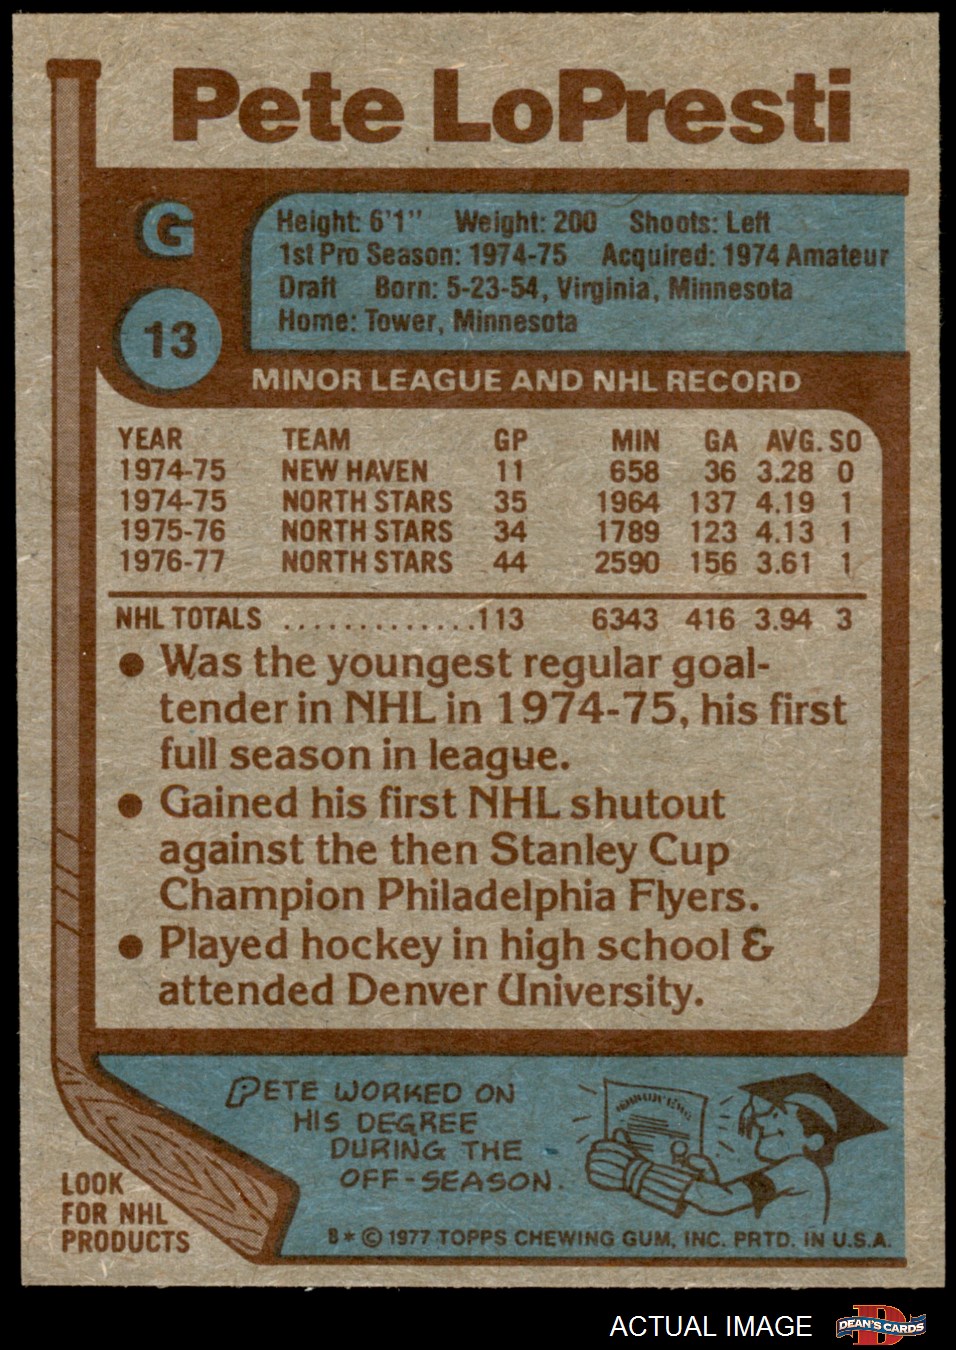 Pete LoPresti
G
Height: 6'1" Weight: 200 Shoots: Left
1st Pro Season: 1974-75 Acquired: 1974 Amateur
Draft Born: 5-23-54, Virginia, Minnesota
Home: Tower, Minnesota
13
MINOR LEAGUE AND NHL RECORD
YEAR TEAM GP MIN GA AVG. SO
1974-75 NEW HAVEN 11 658 36 3.28 0
1974-75 NORTH STARS 35 1964 137 4.19 1
1975-76 NORTH STARS 34 1789 123 4.13 1
1976-77 NORTH STARS 44 2590 156 3.61 1
NHL TOTALS ..............113 6343 416 3.94 3
● Was the youngest regular goal-
tender in NHL in 1974-75, his first
full season in league.
● Gained his first NHL shutout
against the then Stanley Cup
Champion Philadelphia Flyers.
● Played hockey in high school &
attended Denver University.
PETE WORKED ON
HIS DEGREE
DURING THE
OFF-SEASON.
LOOK
FOR NHL
PRODUCTS
B * © 1977 TOPPS CHEWING GUM, INC. PRTD. IN U.S.A.
ACTUAL IMAGE
D
DEAN'S CARDS